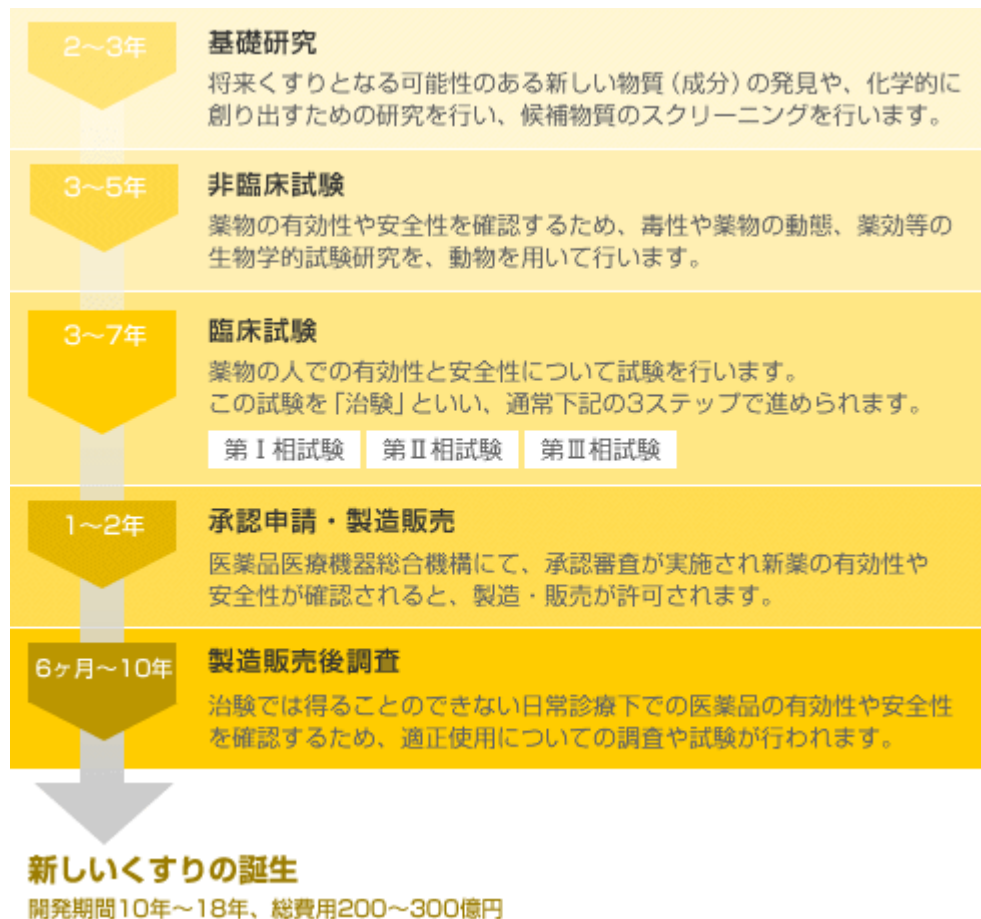 2〜3年
基礎研究
将来くすりとなる可能性のある新しい物質（成分）の発見や、化学的に
創り出すための研究を行い、候補物質のスクリーニングを行います。
3〜5年
非臨床試験
薬物の有効性や安全性を確認するため、毒性や薬物の動態、薬効等の
生物学的試験研究を、動物を用いて行います。
3〜7年
臨床試験
薬物の人での有効性と安全性について試験を行います。
この試験を「治験」といい、通常下記の3ステップで進められます。
第Ⅰ相試験 第Ⅱ相試験 第Ⅲ相試験
1〜2年
承認申請・製造販売
医薬品医療機器総合機構にて、承認審査が実施され新薬の有効性や
安全性が確認されると、製造・販売が許可されます。
6ヶ月〜10年
製造販売後調査
治験では得ることのできない日常診療下での医薬品の有効性や安全性
を確認するため、適正使用についての調査や試験が行われます。
新しいくすりの誕生
開発期間10年〜18年、総費用200〜300億円